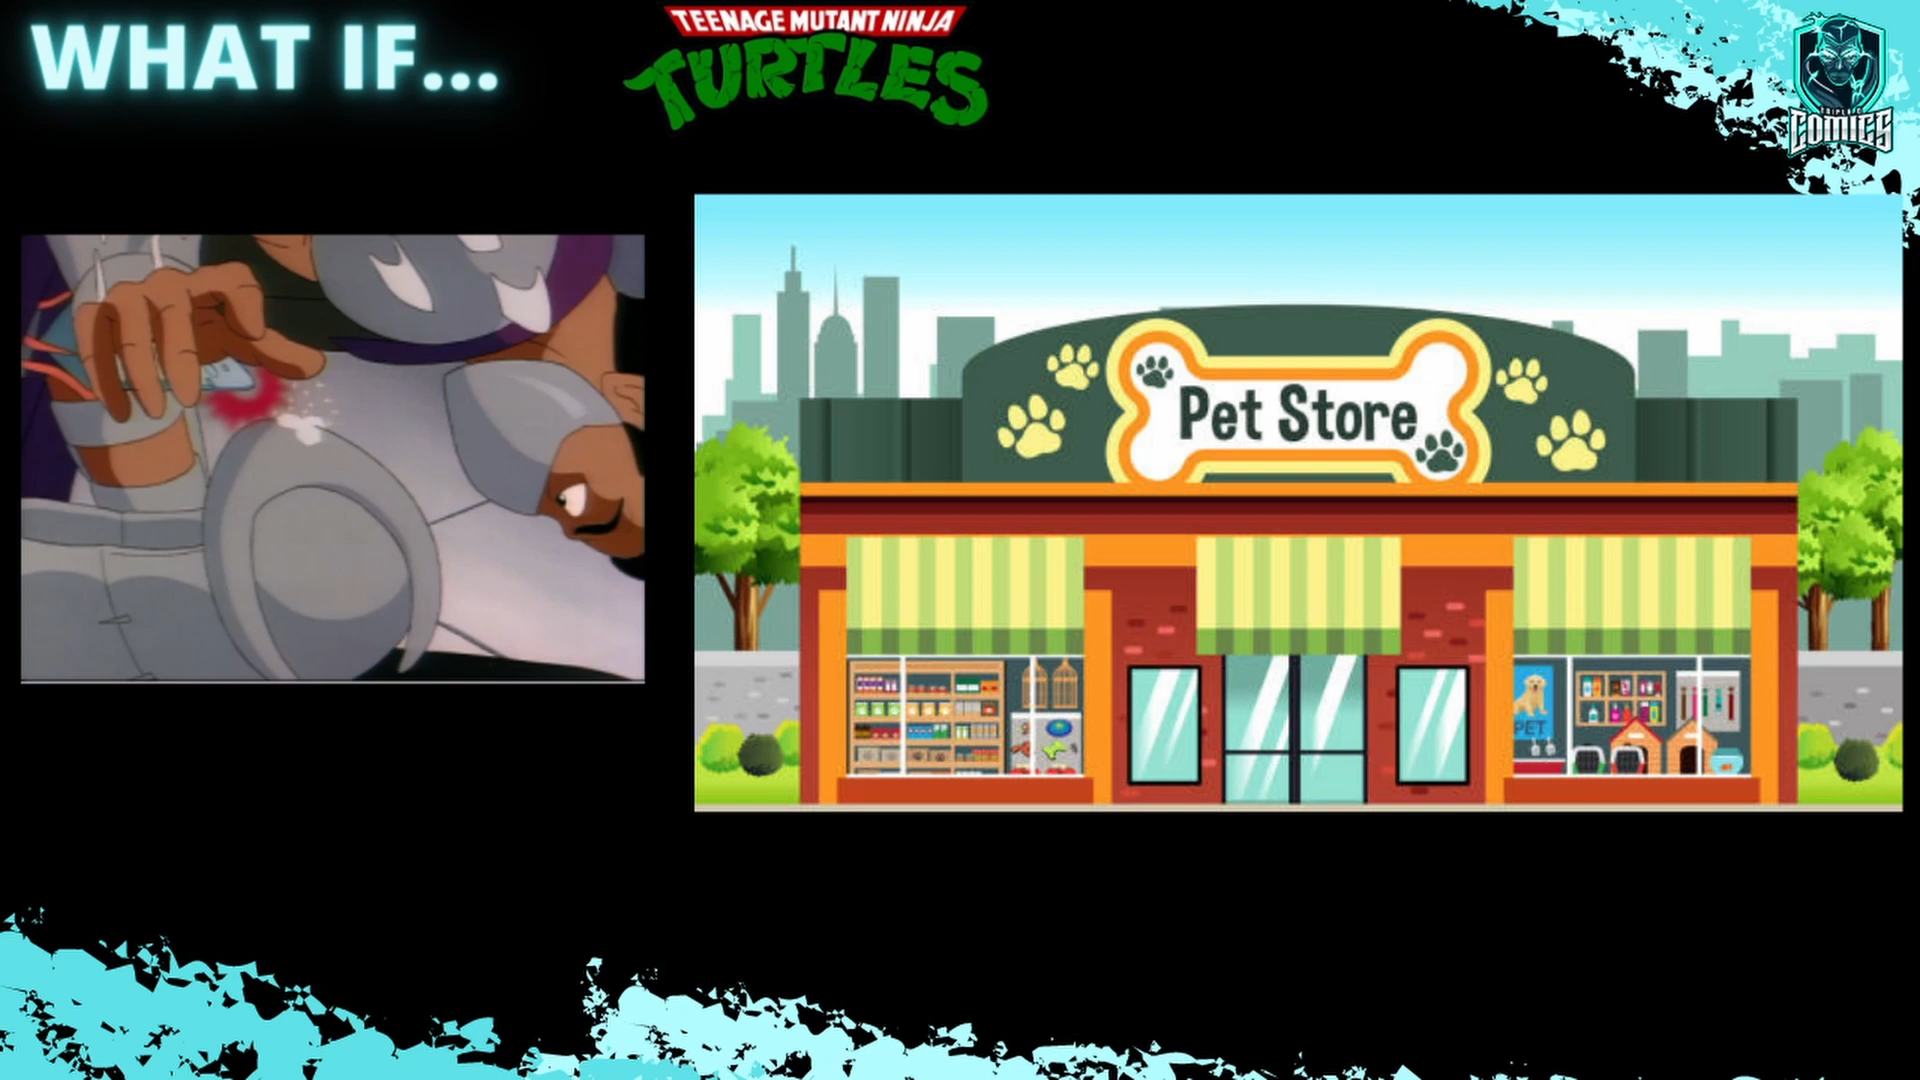 WHAT IF...
TEENAGE MUTANT NINJA
TURTLES
COMICS
Pet Store
PET